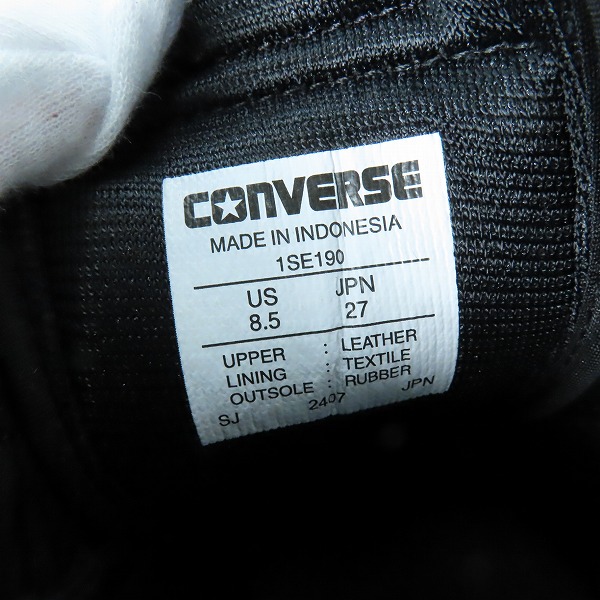 CONVERSE
MADE IN INDONESIA
1SE190
US JPN
8.5 27
UPPER : LEATHER
LINING : TEXTILE
OUTSOLE : RUBBER
SJ 2407 JPN